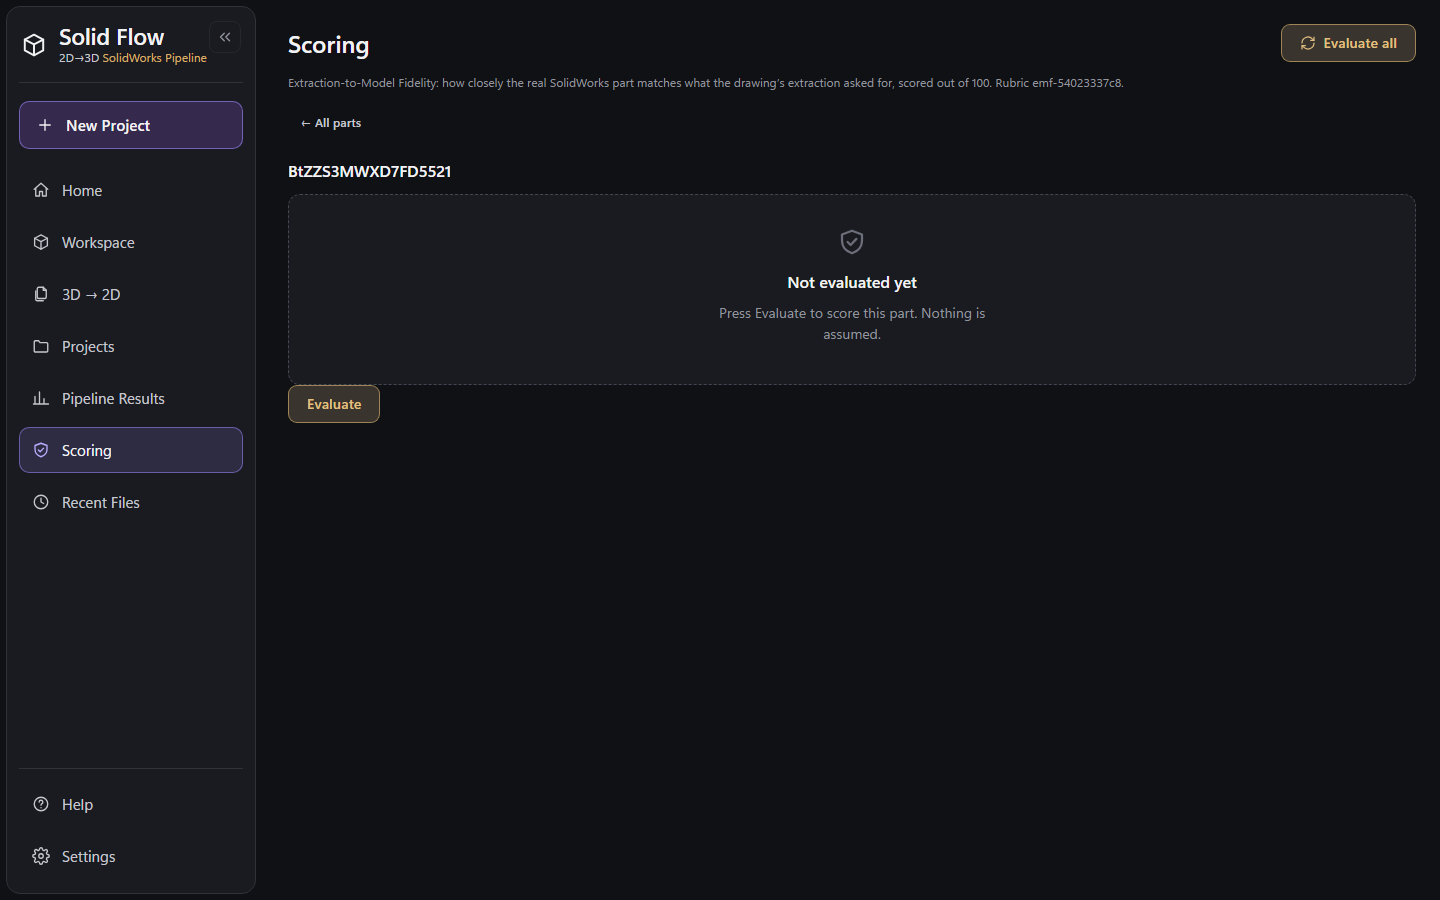 Solid Flow
2D→3D SolidWorks Pipeline
New Project
Home
Workspace
3D → 2D
Projects
Pipeline Results
Scoring
Recent Files
Help
Settings
Scoring
Evaluate all
Extraction-to-Model Fidelity: how closely the real SolidWorks part matches what the drawing's extraction asked for, scored out of 100. Rubric emf-54023337c8.
← All parts
BtZZS3MWXD7FD5521
Not evaluated yet
Press Evaluate to score this part. Nothing is
assumed.
Evaluate